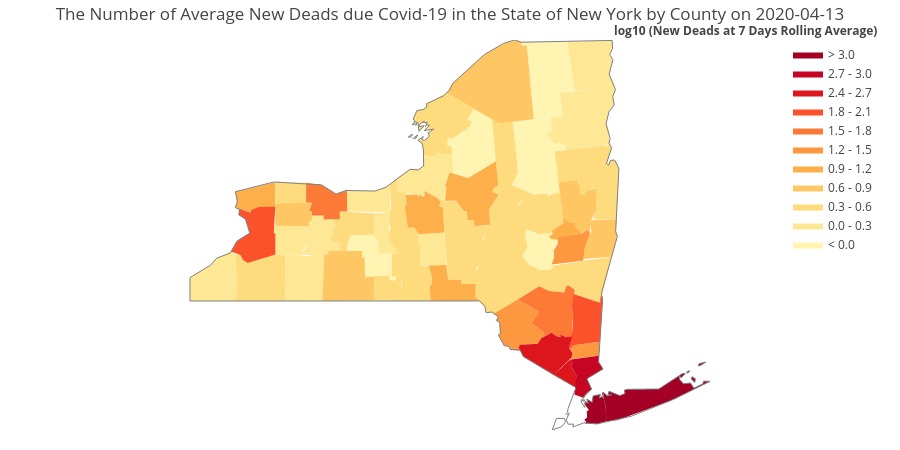 The Number of Average New Deads due Covid-19 in the State of New York by County on 2020-04-13
log10 (New Deads at 7 Days Rolling Average)
> 3.0
2.7 - 3.0
2.4 - 2.7
1.8 - 2.1
1.5 - 1.8
1.2 - 1.5
0.9 - 1.2
0.6 - 0.9
0.3 - 0.6
0.0 - 0.3
< 0.0